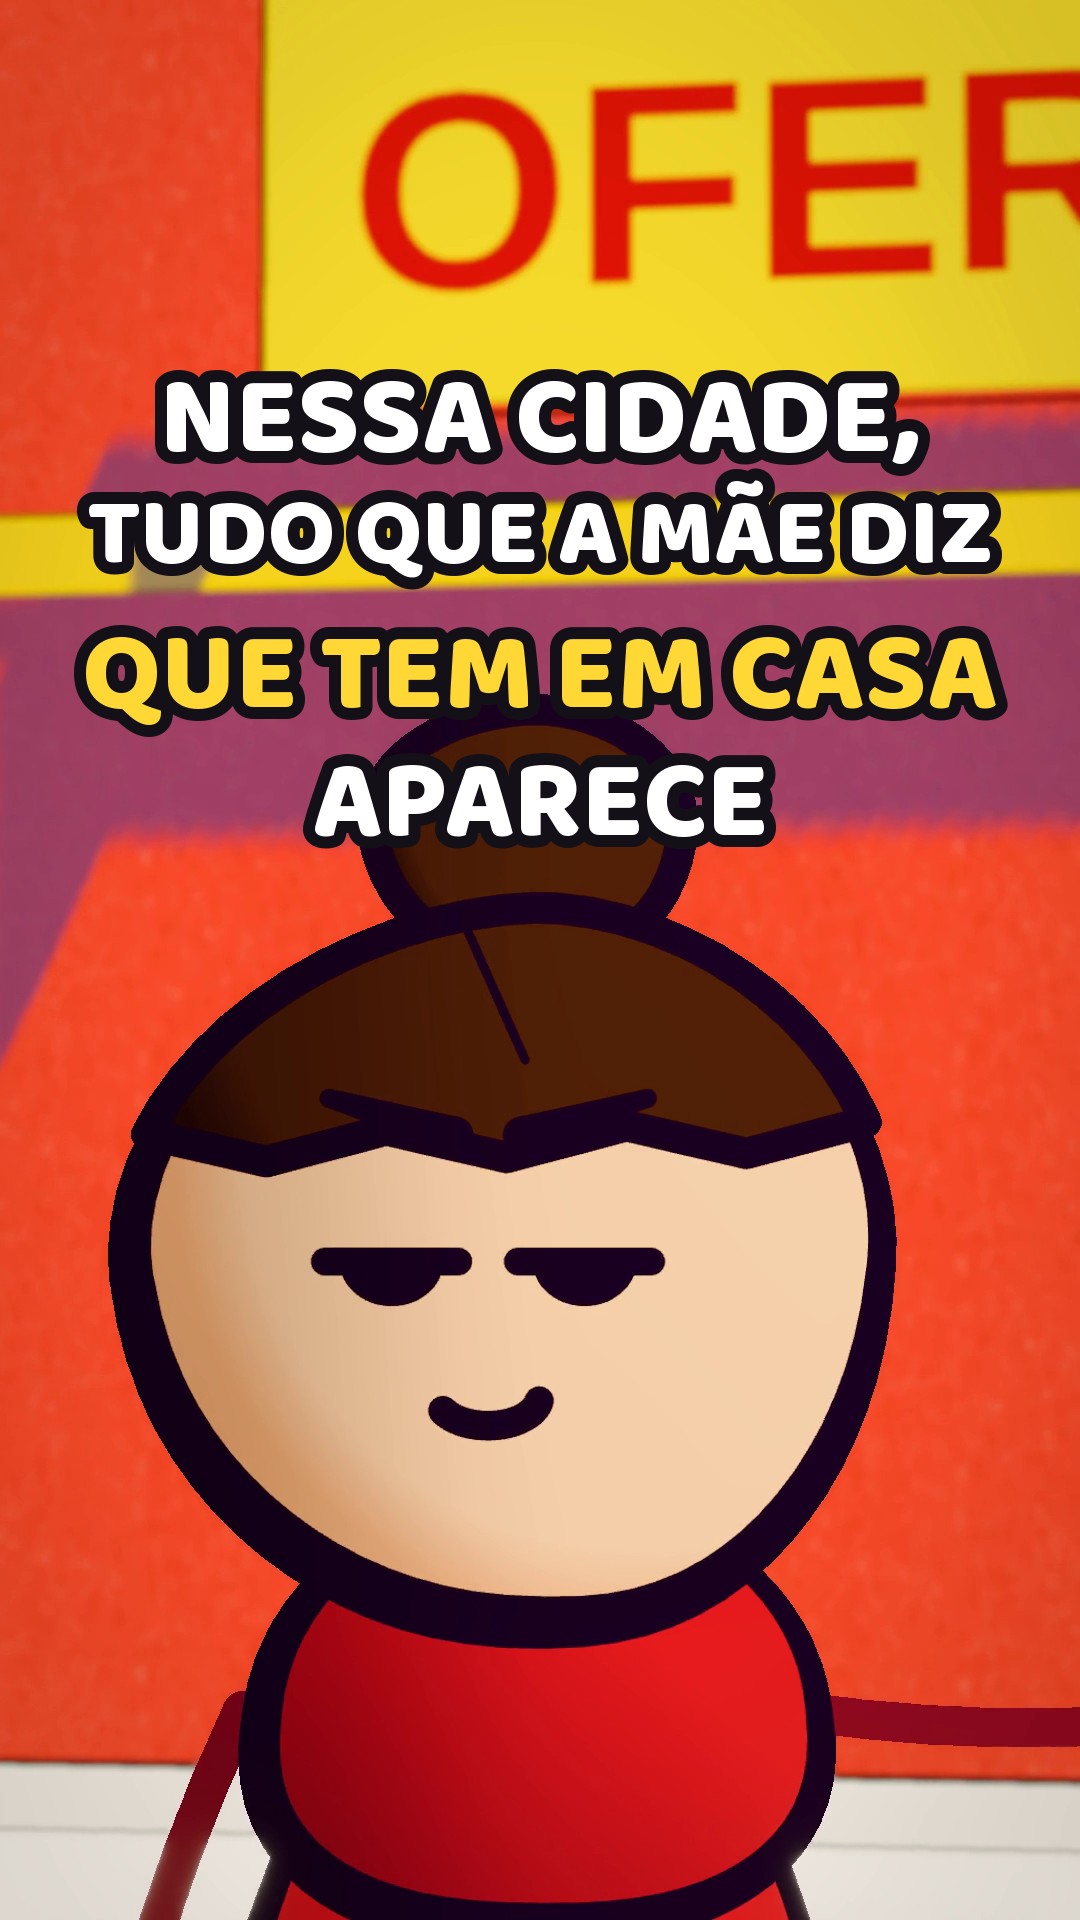 OFER
NESSA CIDADE,
TUDO QUE A MÃE DIZ
QUE TEM EM CASA
APARECE